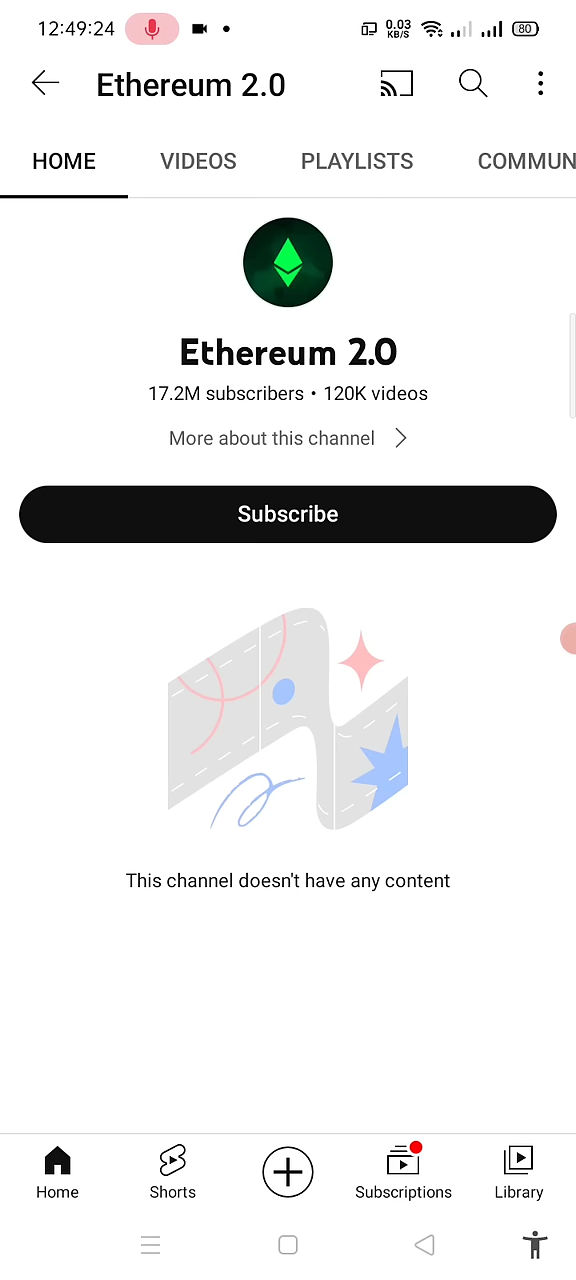 12:49:24 0.03 KB/S 80
Ethereum 2.0
HOME VIDEOS PLAYLISTS COMMUN
Ethereum 2.0
17.2M subscribers • 120K videos
More about this channel
Subscribe
This channel doesn't have any content
Home Shorts Subscriptions Library